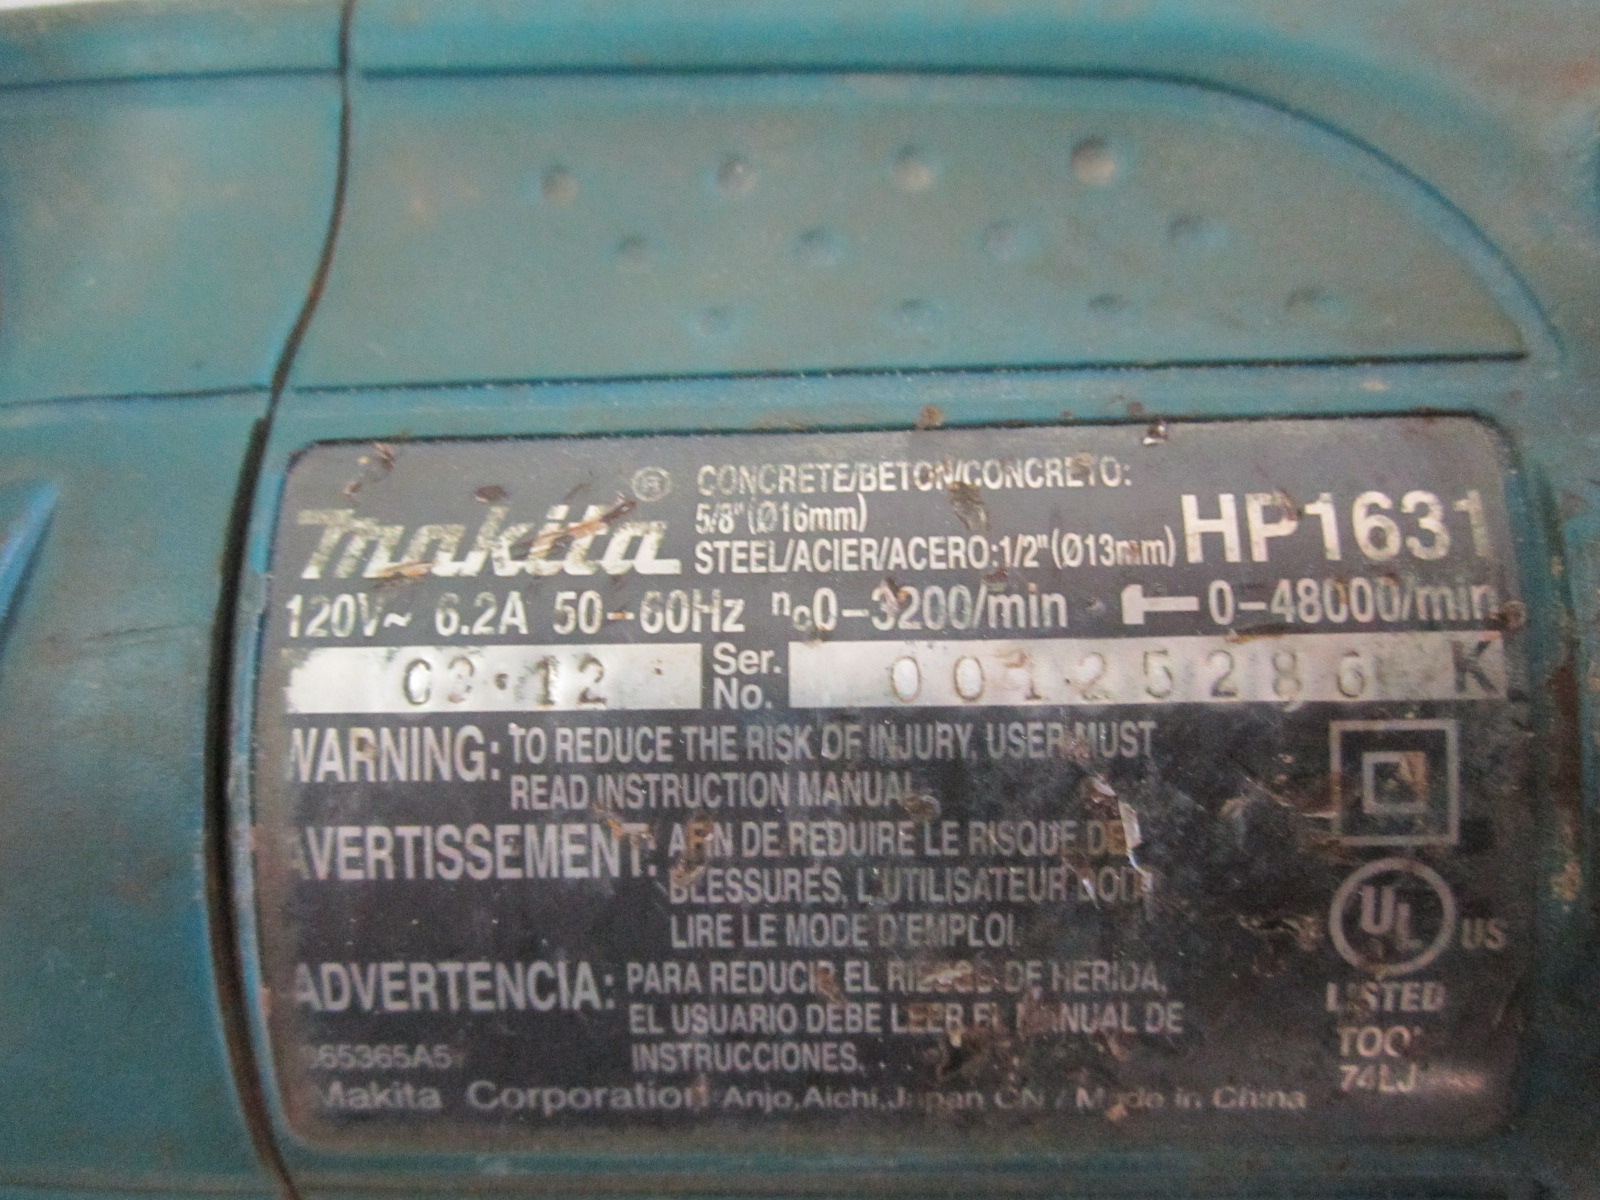 makita®
CONCRETE/BETON/CONCRETO:
5/8"(Ø16mm)
STEEL/ACIER/ACERO:1/2"(Ø13mm)
HP1631
120V~ 6.2A 50-60Hz n₀0-3200/min 0-48000/min
12
Ser.
No.
0012528 K
WARNING: TO REDUCE THE RISK OF INJURY, USER MUST
READ INSTRUCTION MANUAL.
AVERTISSEMENT: AFIN DE REDUIRE LE RISQUE DE
BLESSURES, L'UTILISATEUR DOIT
LIRE LE MODE D'EMPLOI.
ADVERTENCIA: PARA REDUCIR EL RIESGO DE HERIDA,
EL USUARIO DEBE LEER EL MANUAL DE
INSTRUCCIONES.
Makita Corporation Anjo, Aichi, Japan CN / Made in China
UL US
LISTED
TOOL
74LJ